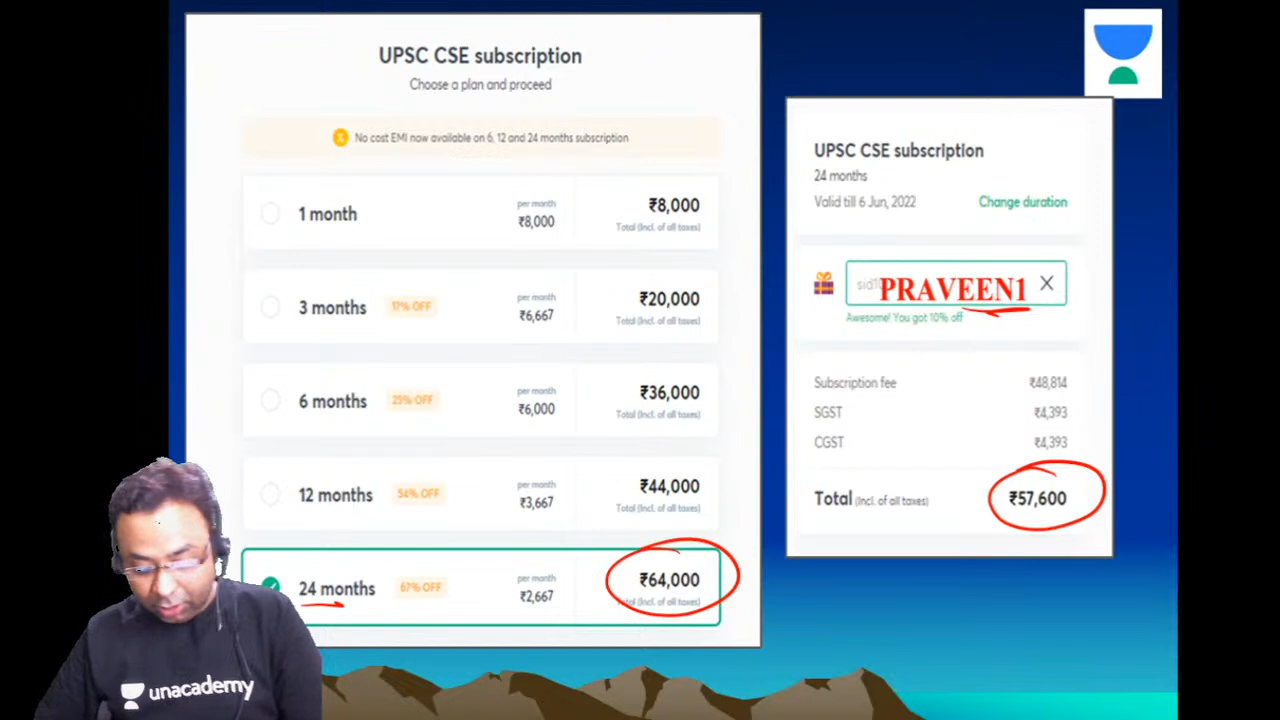 UPSC CSE subscription
Choose a plan and proceed
No cost EMI now available on 6, 12 and 24 months subscription
1 month
per month
₹8,000
₹8,000
Total (Incl. of all taxes)
3 months
17% OFF
per month
₹6,667
₹20,000
Total (Incl. of all taxes)
6 months
25% OFF
per month
₹6,000
₹36,000
Total (Incl. of all taxes)
12 months
54% OFF
per month
₹3,667
₹44,000
Total (Incl. of all taxes)
24 months
67% OFF
per month
₹2,667
₹64,000
Total (Incl. of all taxes)
UPSC CSE subscription
24 months
Valid till 6 Jun, 2022
Change duration
PRAVEEN1
Awesome! You got 10% off
Subscription fee ₹48,814
SGST ₹4,393
CGST ₹4,393
Total (Incl. of all taxes) ₹57,600
unacademy